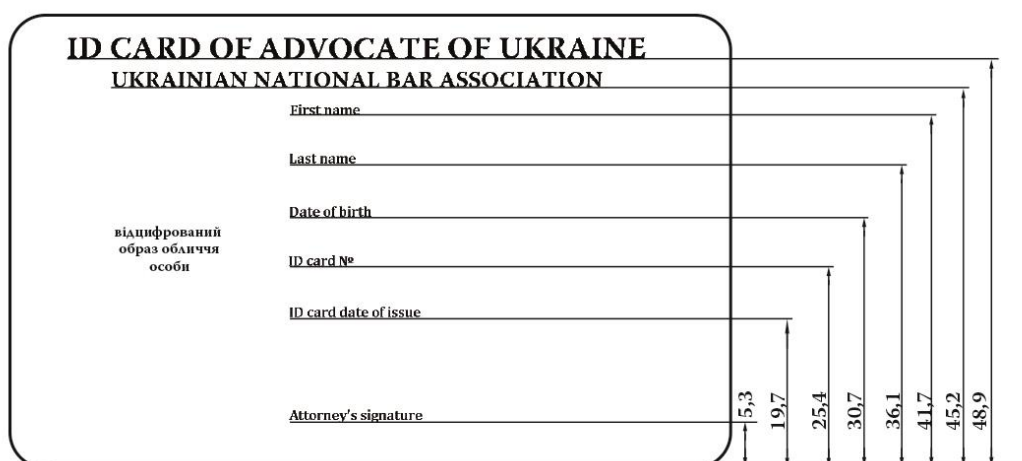 ID CARD OF ADVOCATE OF UKRAINE
UKRAINIAN NATIONAL BAR ASSOCIATION
First name
Last name
Date of birth
відцифрований
образ обличчя
особи
ID card №
ID card date of issue
Attorney's signature
5,3
19,7
25,4
30,7
36,1
41,7
45,2
48,9